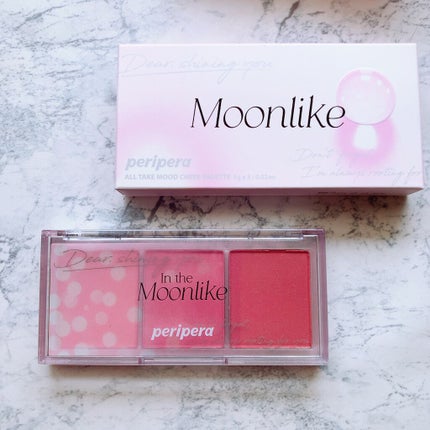 Dear. shining you
Moonlike
peripera
ALL TAKE MOOD CHEEK PALETTE
Don't
I'm always rooting for
Dear. shining you
In the
Moonlike
peripera